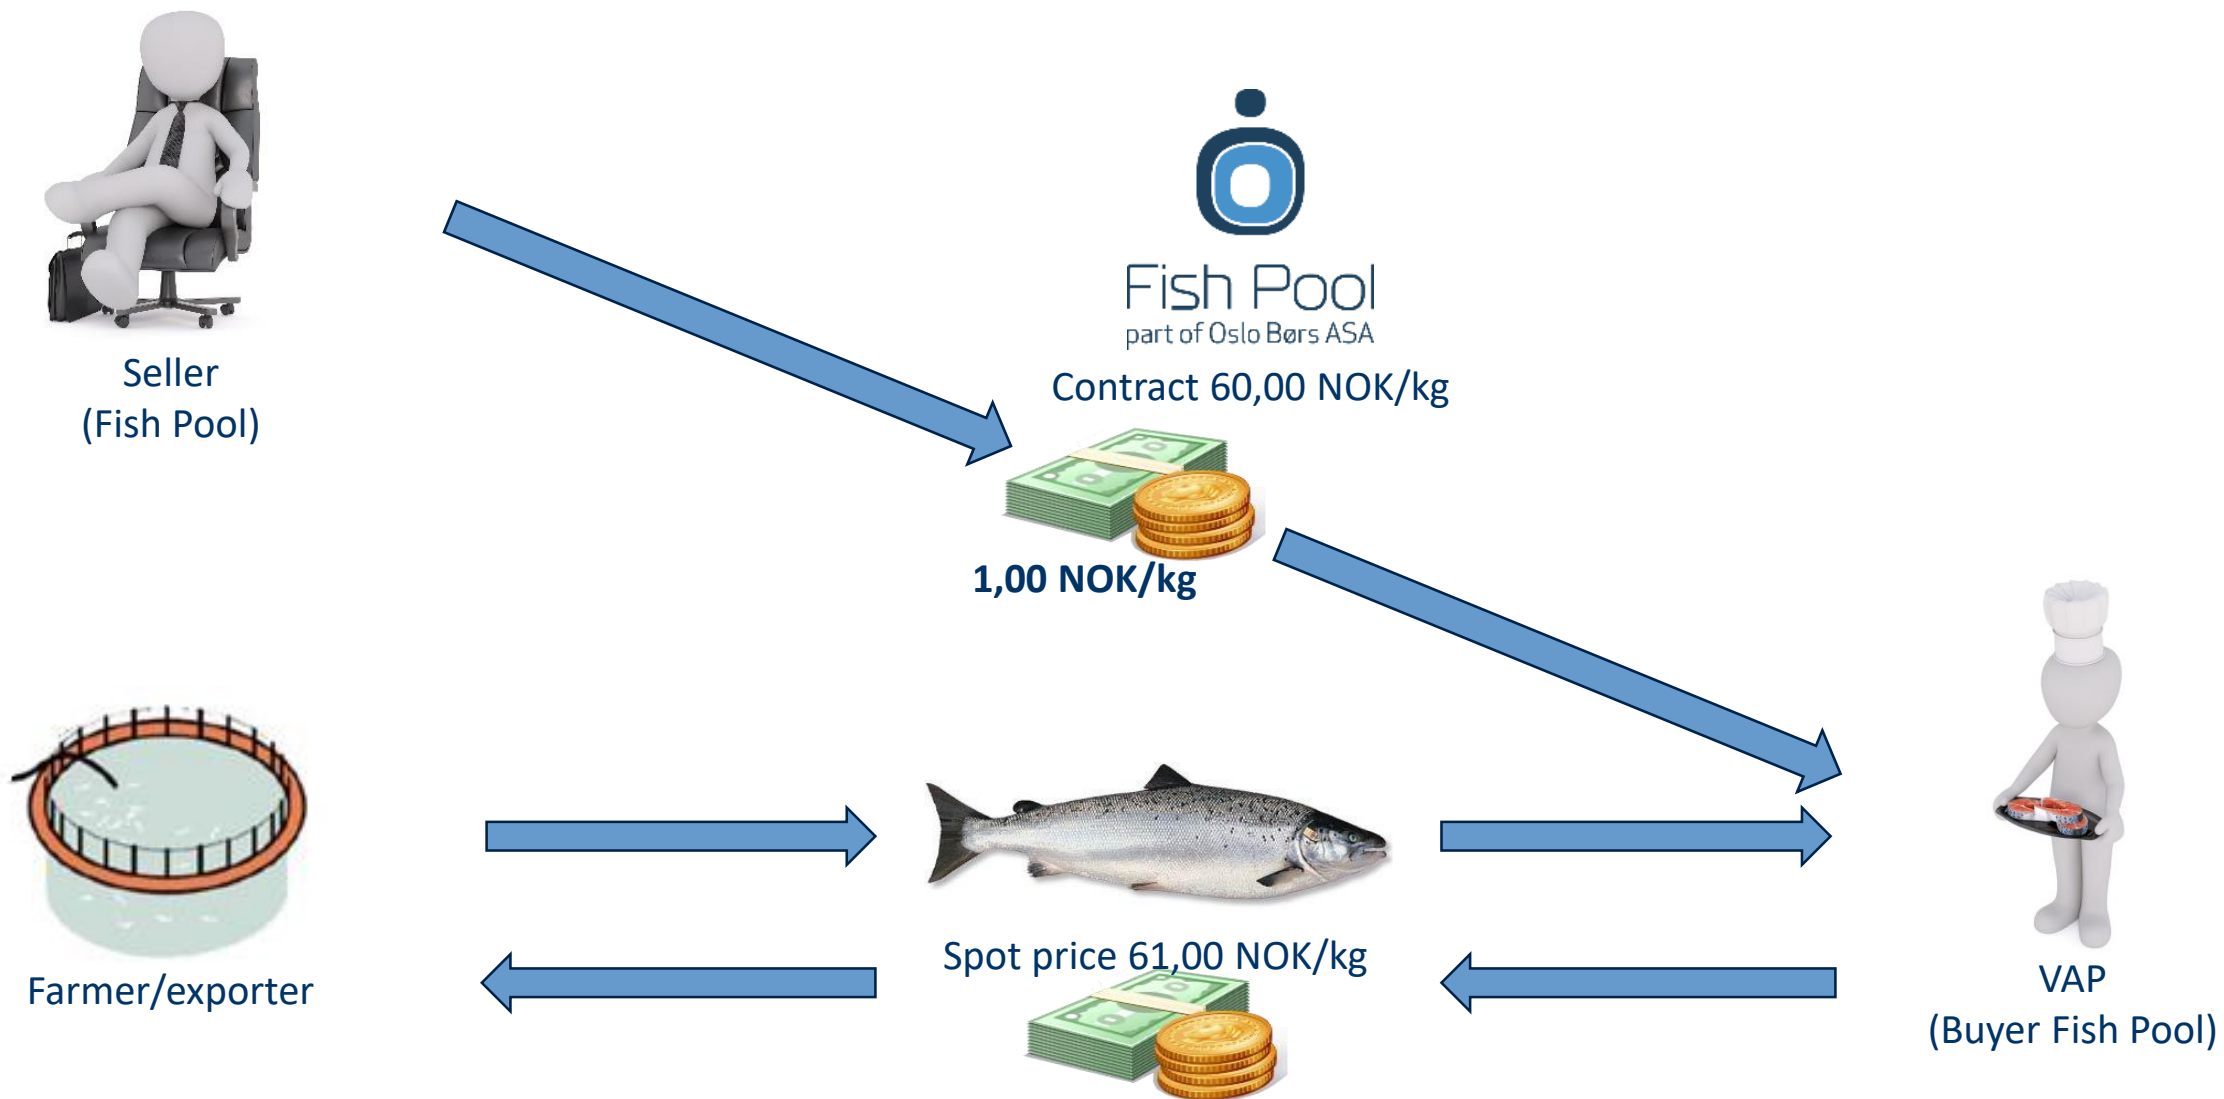 Fish Pool
part of Oslo Børs ASA
Seller
(Fish Pool)
Contract 60,00 NOK/kg
1,00 NOK/kg
Spot price 61,00 NOK/kg
Farmer/exporter
VAP
(Buyer Fish Pool)